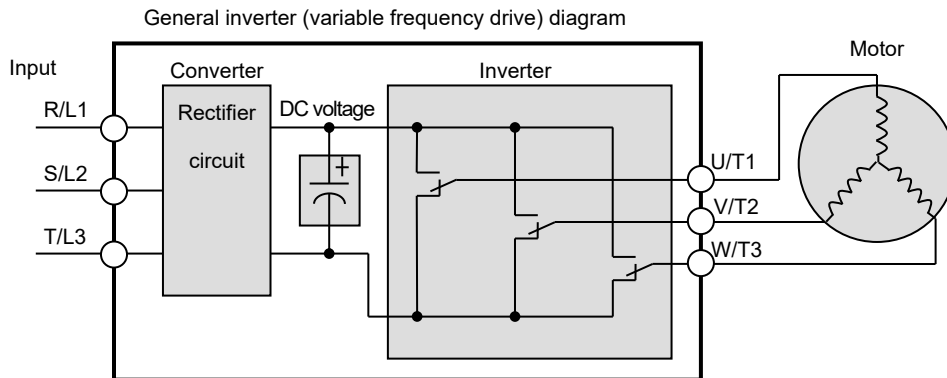 General inverter (variable frequency drive) diagram
Input
Converter
Inverter
Motor
R/L1
Rectifier
circuit
DC voltage
+
S/L2
T/L3
U/T1
V/T2
W/T3